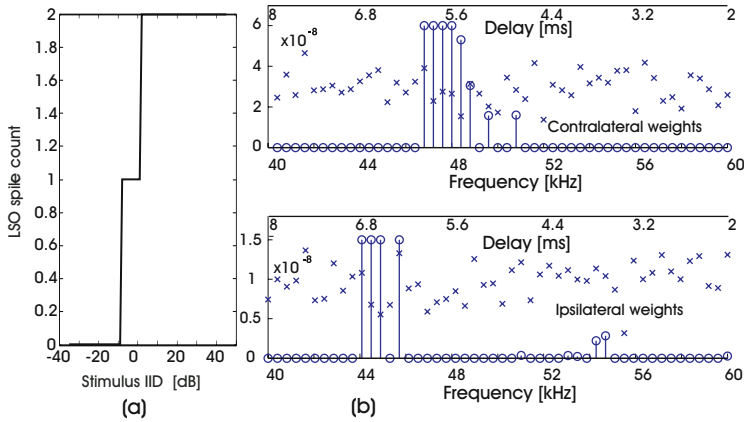 2
1.8
1.6
1.4
1.2
1
0.8
0.6
0.4
0.2
0
LSO spike count
-40 -20 0 20 40
Stimulus IID [dB]
(a)
8 6.8 5.6 4.4 3.2 2
Delay [ms]
x10^-8
6
4
2
0
Contralateral weights
40 44 48 52 56 60
Frequency [kHz]
8 6.8 5.6 4.4 3.2 2
Delay [ms]
x10^-8
1.5
1
0.5
0
Ipsilateral weights
40 44 48 52 56 60
Frequency [kHz]
(b)